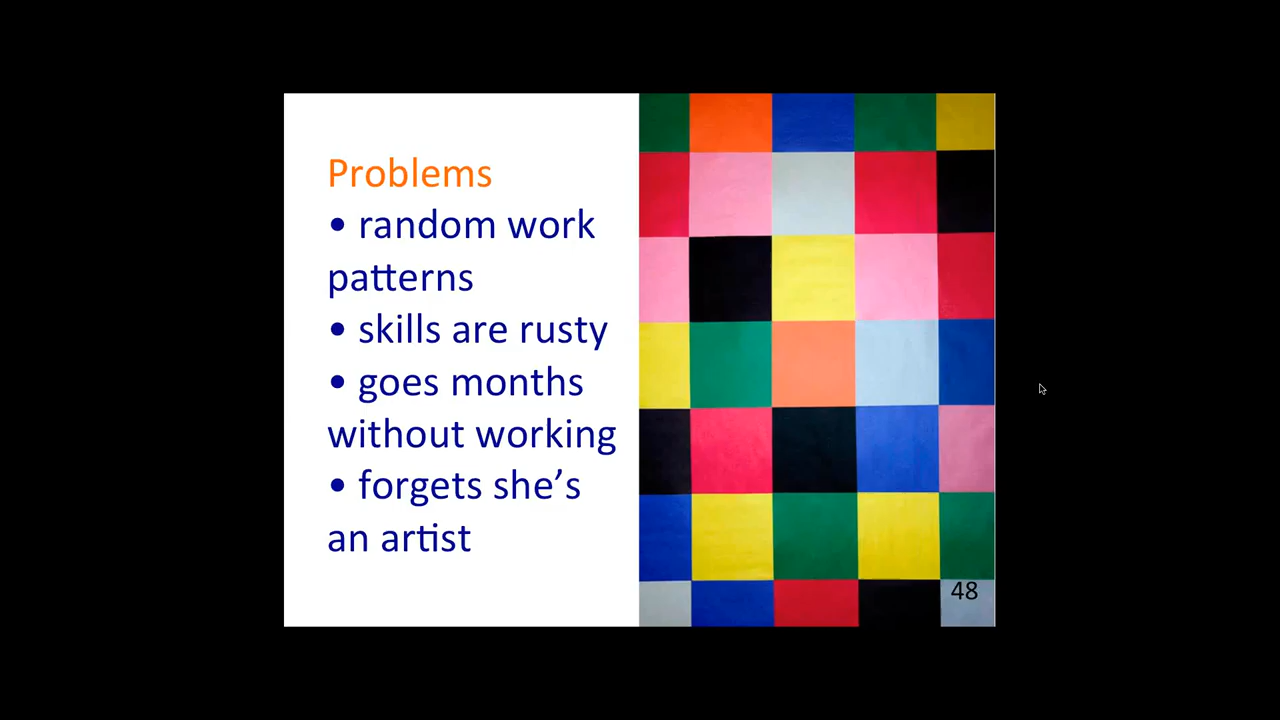 Problems
• random work
patterns
• skills are rusty
• goes months
without working
• forgets she’s
an artist
48